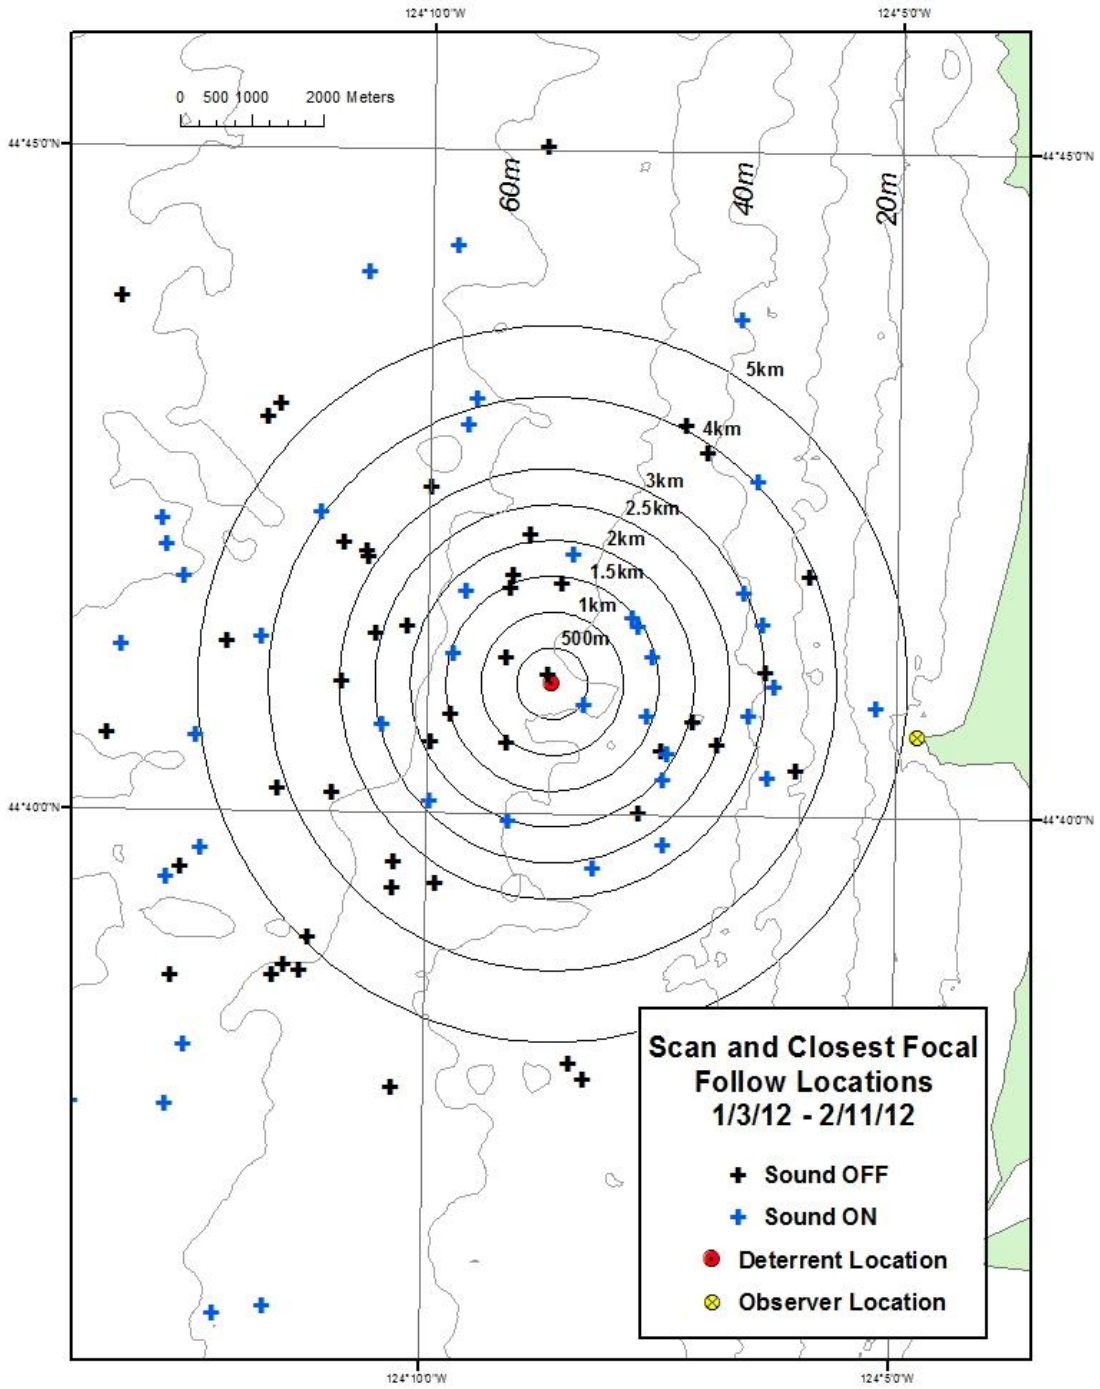 124°10'0"W 124°5'0"W
0 500 1000 2000 Meters
44°45'0"N 44°45'0"N
60m 40m 20m
5km
4km
3km
2.5km
2km
1.5km
1km
500m
44°40'0"N 44°40'0"N
Scan and Closest Focal
Follow Locations
1/3/12 - 2/11/12
Sound OFF
Sound ON
Deterrent Location
Observer Location
124°10'0"W 124°5'0"W